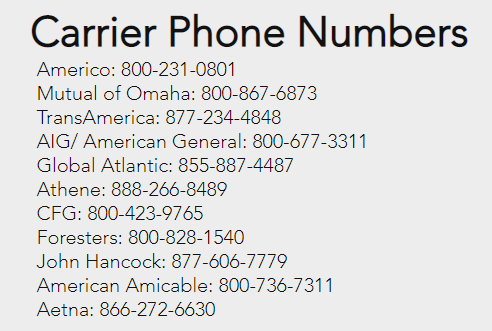 Carrier Phone Numbers
Americo: 800-231-0801
Mutual of Omaha: 800-867-6873
TransAmerica: 877-234-4848
AIG/ American General: 800-677-3311
Global Atlantic: 855-887-4487
Athene: 888-266-8489
CFG: 800-423-9765
Foresters: 800-828-1540
John Hancock: 877-606-7779
American Amicable: 800-736-7311
Aetna: 866-272-6630